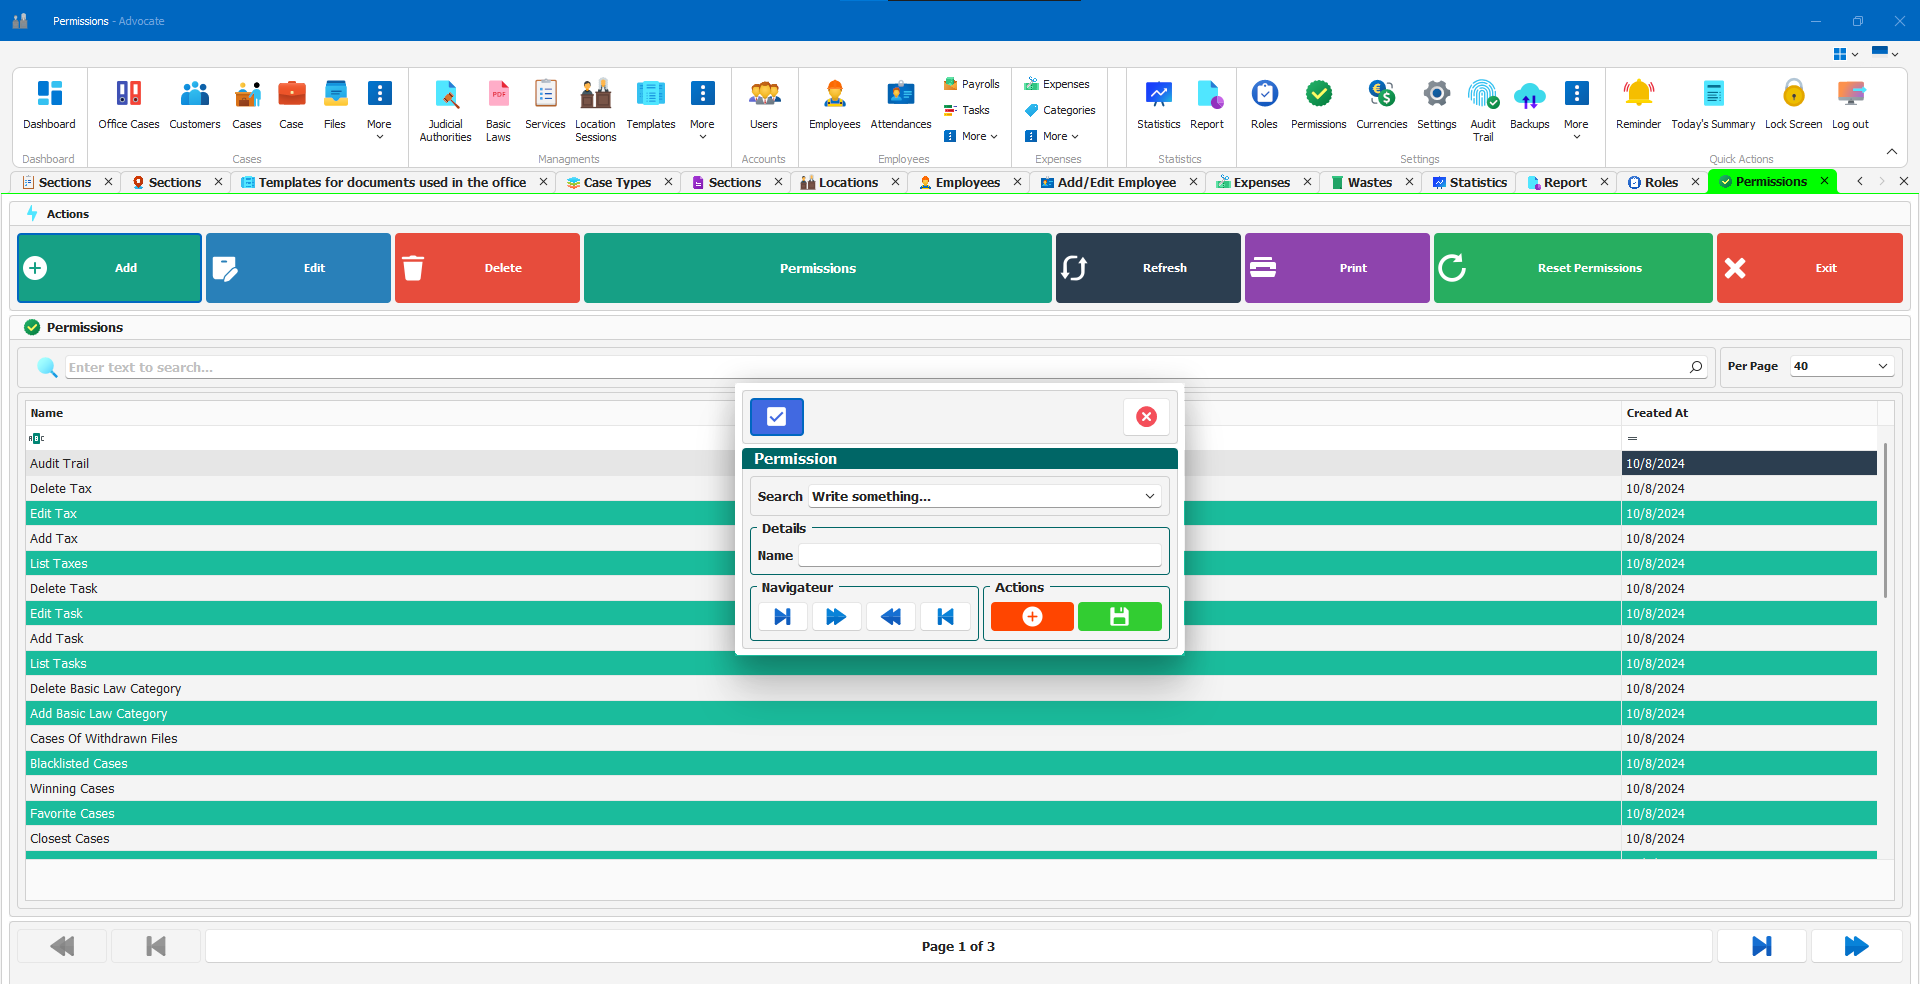 Permissions - Advocate
Dashboard
Office Cases
Customers
Cases
Case
Files
More
Judicial Authorities
Basic Laws
Services
Location Sessions
Templates
More
Users
Employees
Attendances
Payrolls
Tasks
More
Expenses
Categories
More
Statistics
Report
Roles
Permissions
Currencies
Settings
Audit Trail
Backups
More
Reminder
Today's Summary
Lock Screen
Log out
Dashboard
Cases
Managments
Accounts
Employees
Expenses
Statistics
Settings
Quick Actions
Sections
Sections
Templates for documents used in the office
Case Types
Sections
Locations
Employees
Add/Edit Employee
Expenses
Wastes
Statistics
Report
Roles
Permissions
Actions
Add
Edit
Delete
Permissions
Refresh
Print
Reset Permissions
Exit
Permissions
Enter text to search...
Per Page 40
Name
Created At
Audit Trail 10/8/2024
Delete Tax 10/8/2024
Edit Tax 10/8/2024
Add Tax 10/8/2024
List Taxes 10/8/2024
Delete Task 10/8/2024
Edit Task 10/8/2024
Add Task 10/8/2024
List Tasks 10/8/2024
Delete Basic Law Category 10/8/2024
Add Basic Law Category 10/8/2024
Cases Of Withdrawn Files 10/8/2024
Blacklisted Cases 10/8/2024
Winning Cases 10/8/2024
Favorite Cases 10/8/2024
Closest Cases 10/8/2024
Permission
Search Write something...
Details
Name
Navigateur
Actions
Page 1 of 3